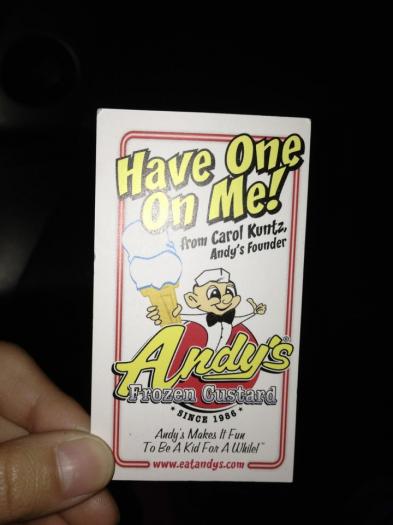 Have One
On Me!
from Carol Kuntz,
Andy's Founder
Andy's®
Frozen Custard
• SINCE 1986 •
Andy's Makes It Fun
To Be A Kid For A While!™
www.eatandys.com